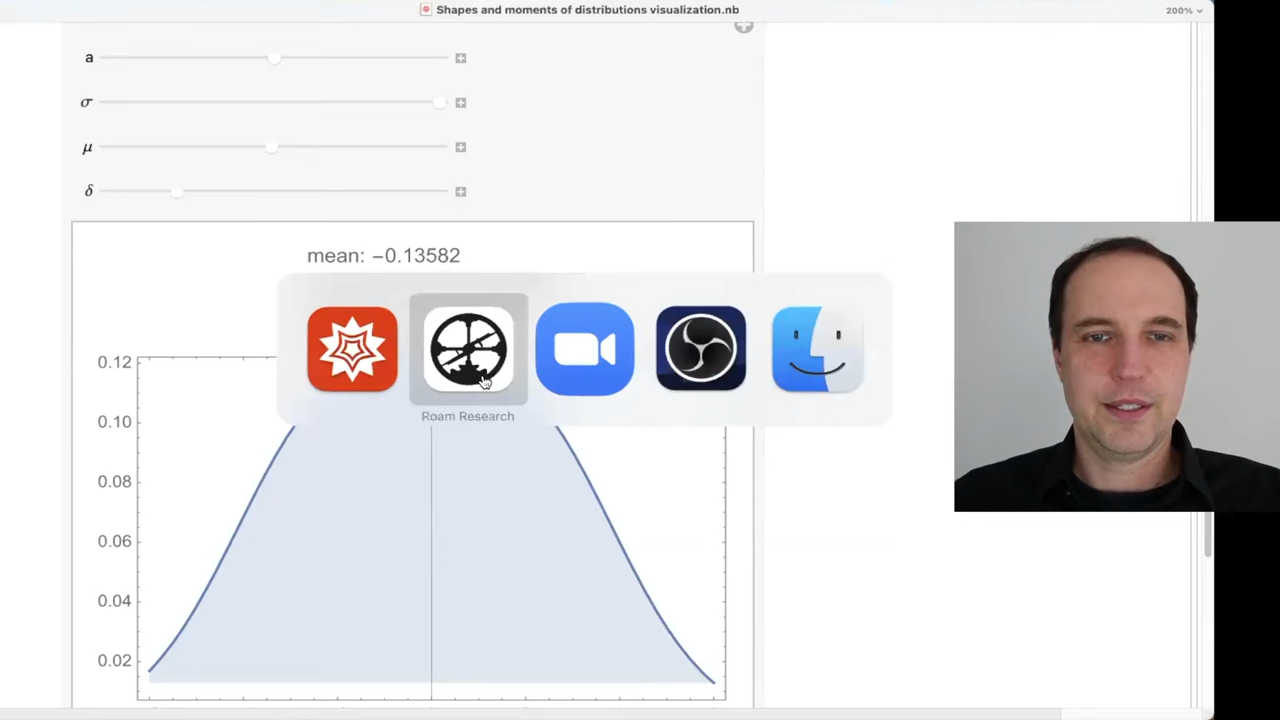 Shapes and moments of distributions visualization.nb
200%
a
σ
μ
δ
mean: −0.13582
Roam Research
0.12
0.10
0.08
0.06
0.04
0.02